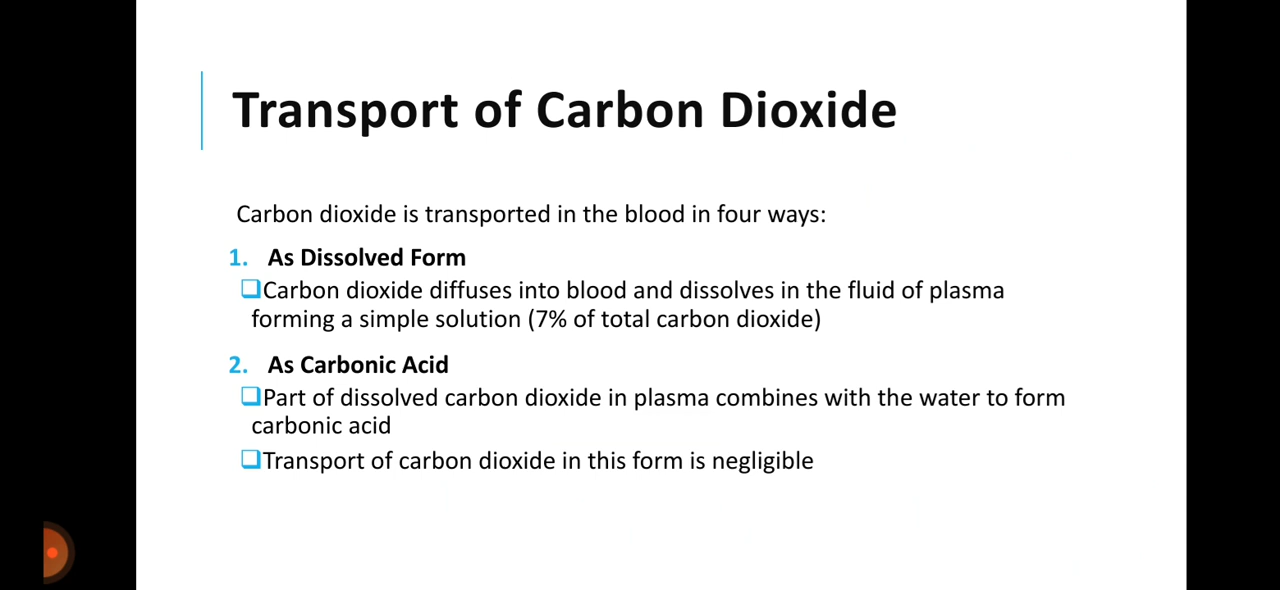 Transport of Carbon Dioxide
Carbon dioxide is transported in the blood in four ways:
1. As Dissolved Form
❑Carbon dioxide diffuses into blood and dissolves in the fluid of plasma
forming a simple solution (7% of total carbon dioxide)
2. As Carbonic Acid
❑Part of dissolved carbon dioxide in plasma combines with the water to form
carbonic acid
❑Transport of carbon dioxide in this form is negligible